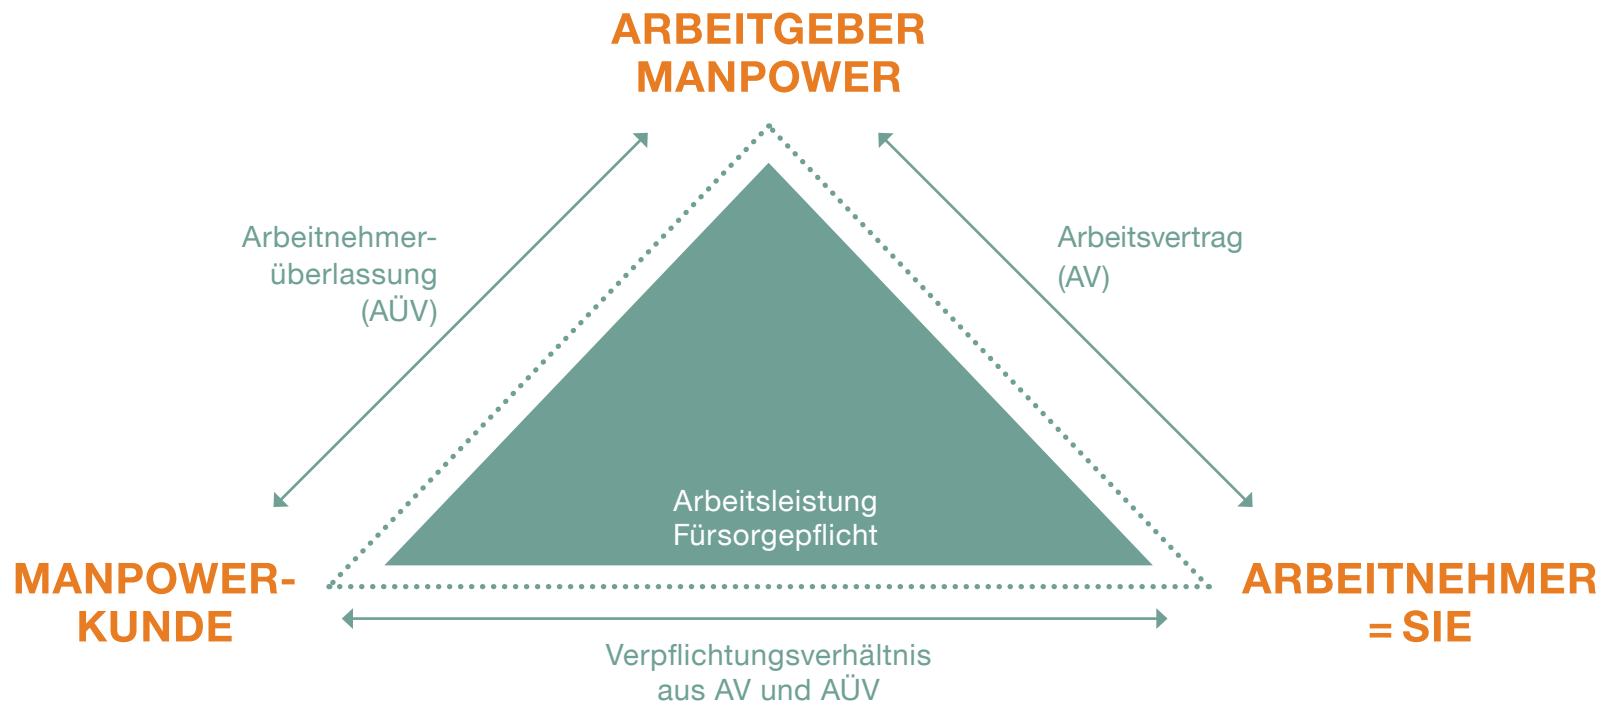 ARBEITGEBER
MANPOWER
Arbeitnehmer-
überlassung
(AÜV)
Arbeitsvertrag
(AV)
Arbeitsleistung
Fürsorgepflicht
MANPOWER-
KUNDE
ARBEITNEHMER
= SIE
Verpflichtungsverhältnis
aus AV und AÜV